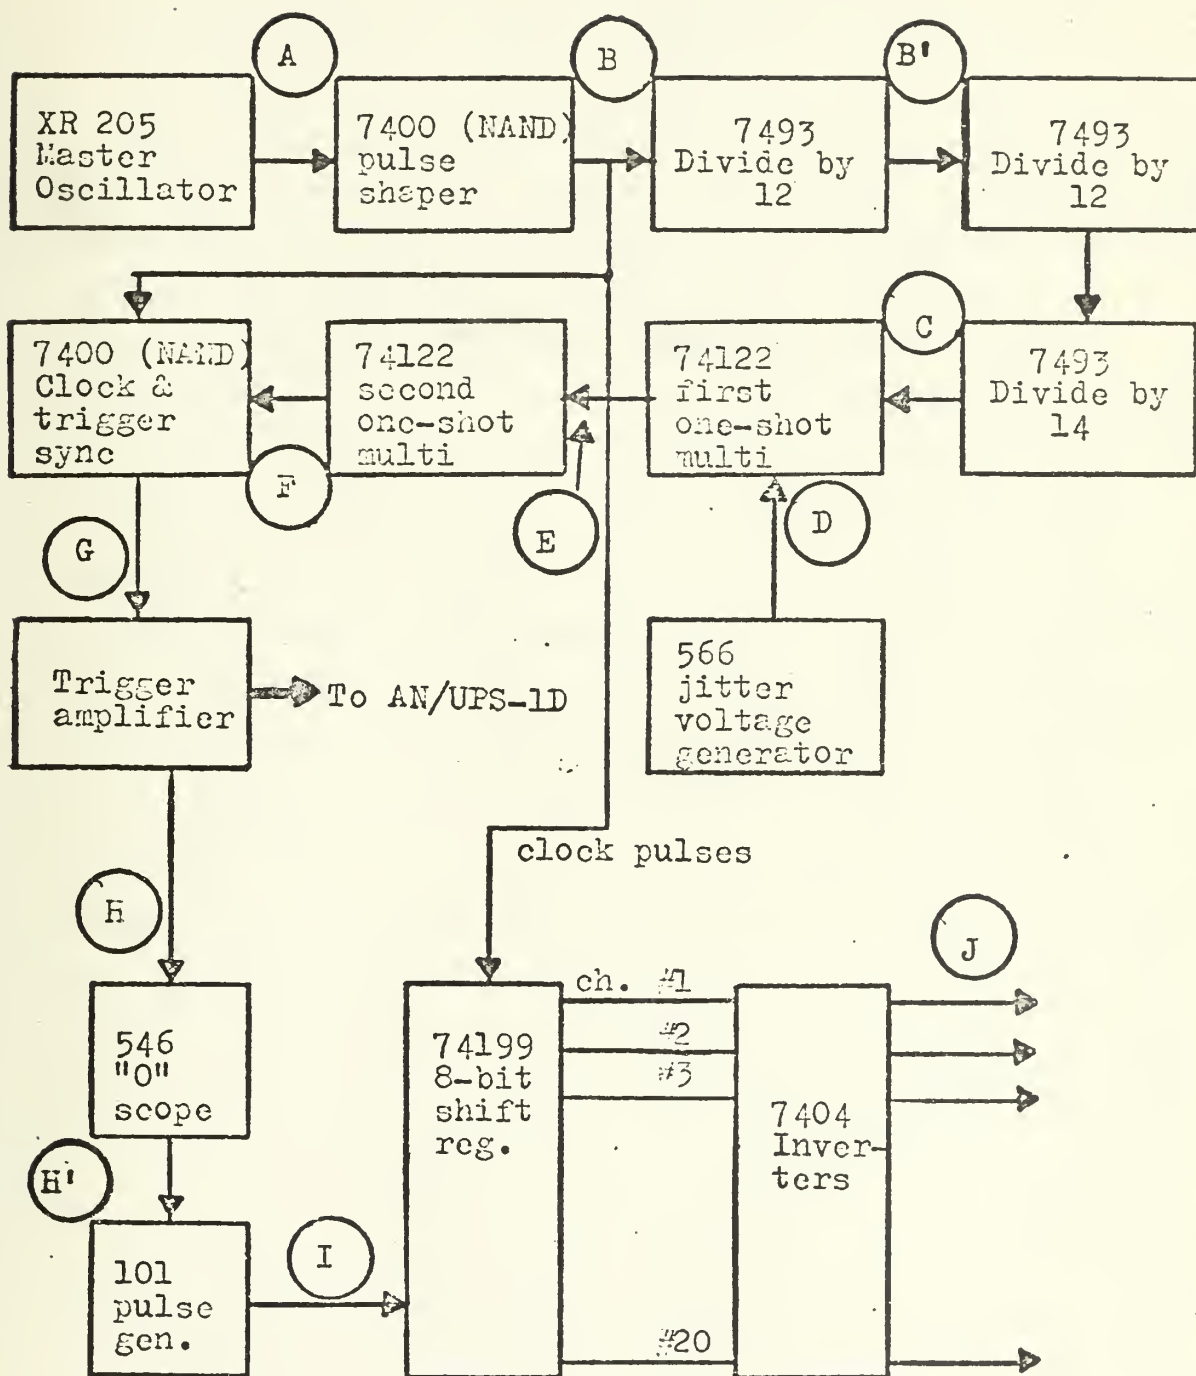 A
B
B'
XR 205
Master
Oscillator
7400 (NAND)
pulse
shaper
7493
Divide by
12
7493
Divide by
12
7400 (NAND)
Clock &
trigger
sync
74122
second
one-shot
multi
74122
first
one-shot
multi
C
7493
Divide by
14
F
E
D
G
Trigger
amplifier
To AN/UPS-1D
566
jitter
voltage
generator
clock pulses
H
J
546
"O"
scope
74199
8-bit
shift
reg.
ch. #1
#2
#3
#20
7404
Inver-
ters
H'
I
101
pulse
gen.